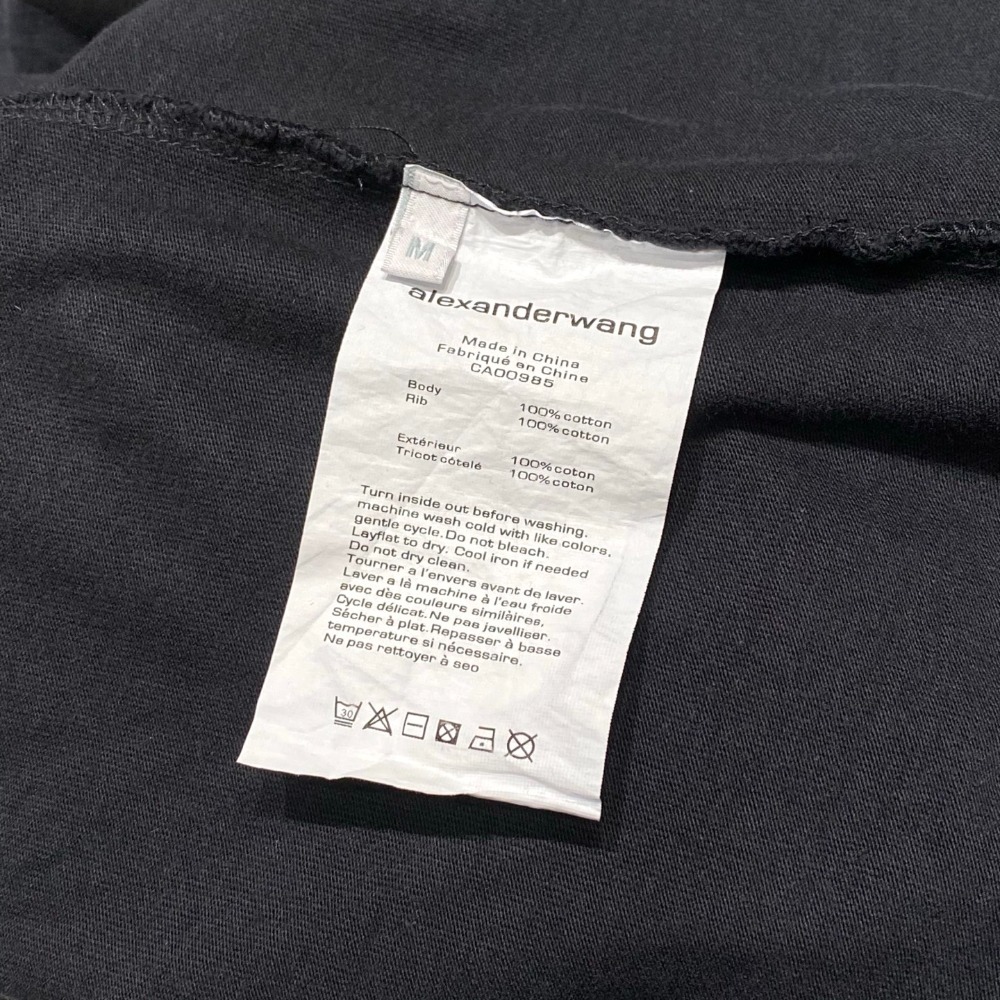 M
alexanderwang
Made in China
Fabriqué en Chine
CA00985
Body 100% cotton
Rib 100% cotton
Extérieur 100% coton
Tricot côtelé 100% coton
Turn inside out before washing.
machine wash cold with like colors.
gentle cycle. Do not bleach.
Layflat to dry. Cool iron if needed
Do not dry clean.
Tourner a l'envers avant de laver.
Laver a là machine à l'eau froide
avec dès couleurs similàires.
Cycle délicat. Ne pas javelliser.
Sécher à plat. Repasser à basse
temperature si nécessaire.
Ne pas rettoyer à seo
30